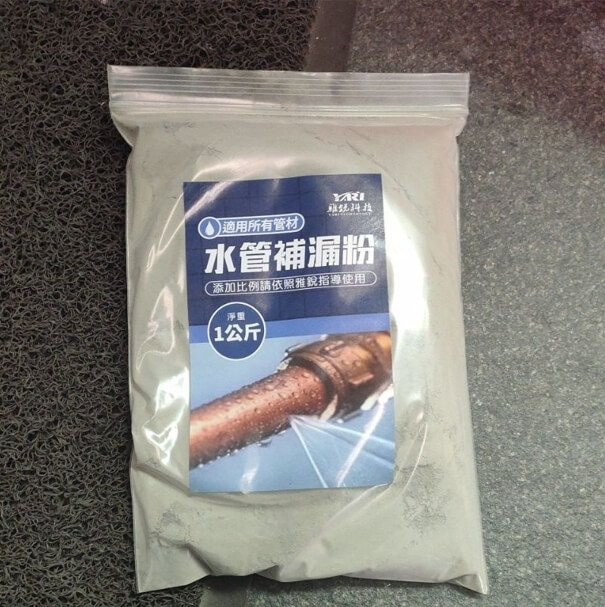 YARI
雅銳科技
適用所有管材
水管補漏粉
添加比例請依照雅銳指導使用
淨重
1公斤